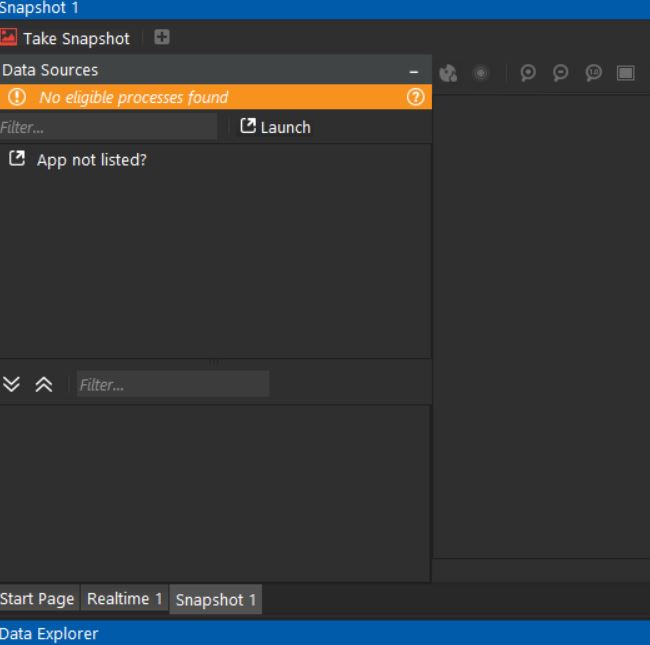 Snapshot 1
Take Snapshot
Data Sources
No eligible processes found
Filter...
Launch
App not listed?
Filter...
Start Page
Realtime 1
Snapshot 1
Data Explorer